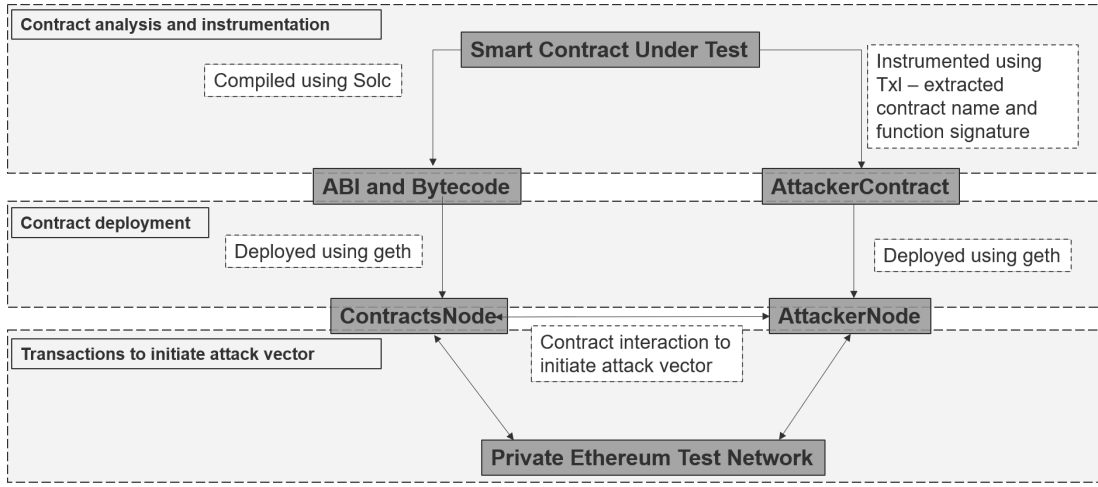 Contract analysis and instrumentation
Smart Contract Under Test
Compiled using Solc
Instrumented using
Txl – extracted
contract name and
function signature
ABI and Bytecode
AttackerContract
Contract deployment
Deployed using geth
Deployed using geth
ContractsNode
AttackerNode
Transactions to initiate attack vector
Contract interaction to
initiate attack vector
Private Ethereum Test Network